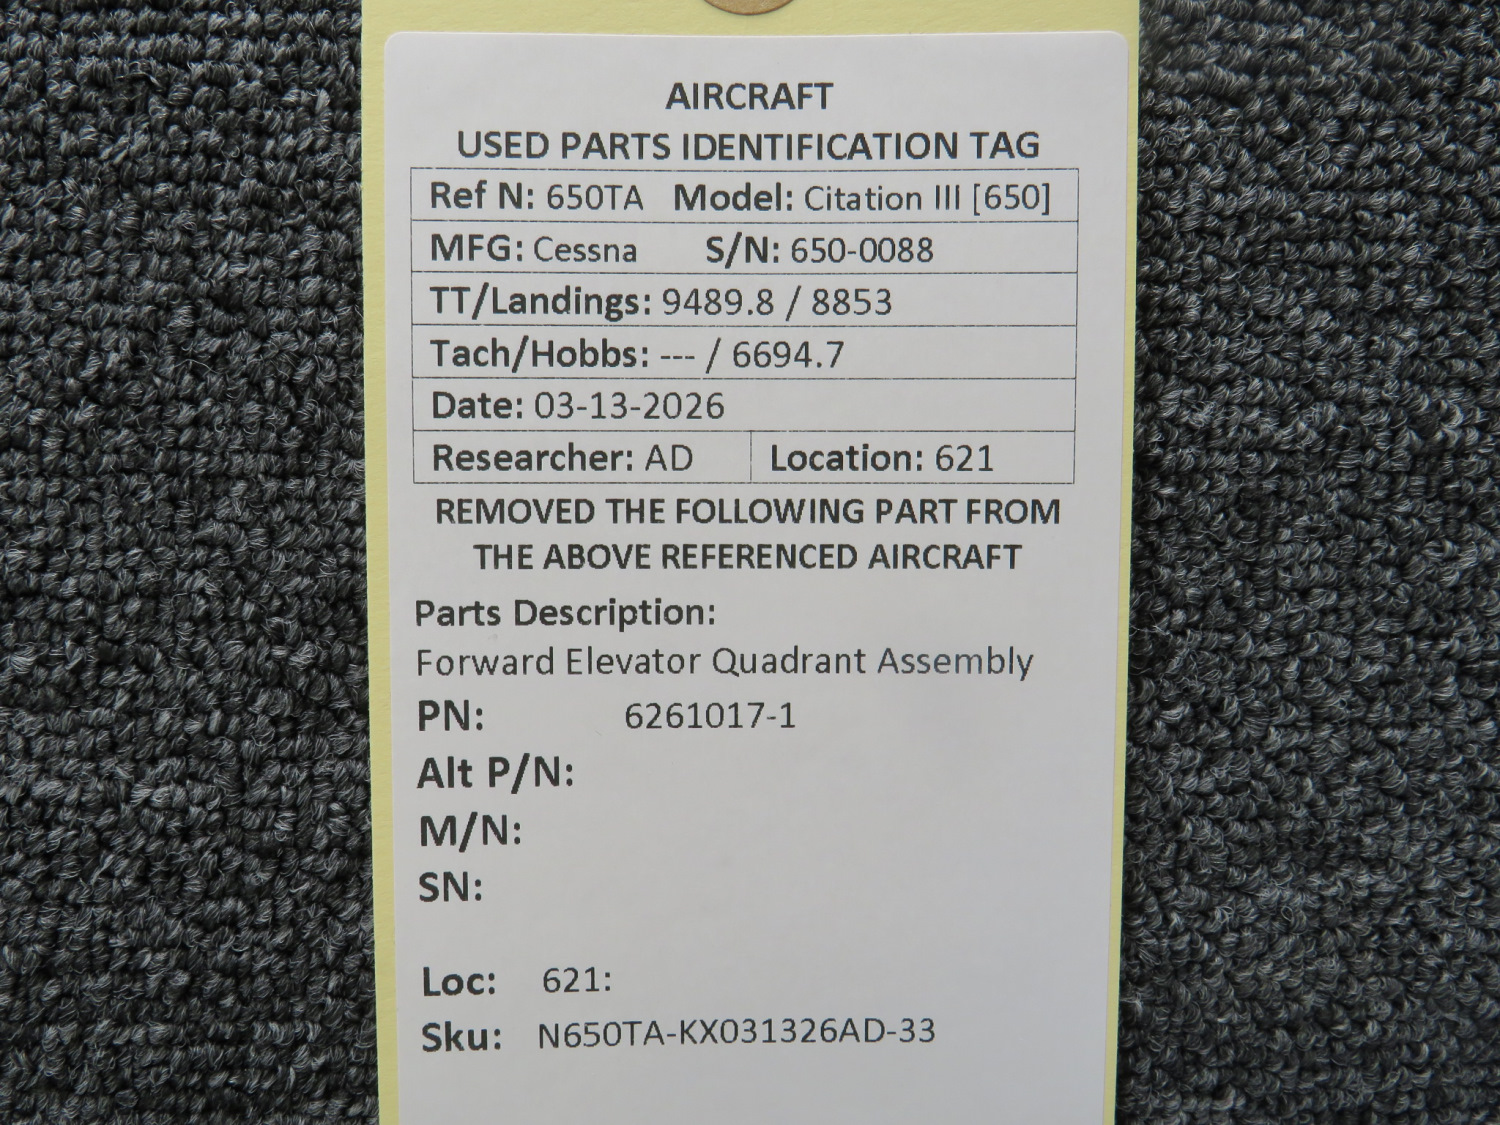 AIRCRAFT
USED PARTS IDENTIFICATION TAG
Ref N: 650TA Model: Citation III [650]
MFG: Cessna S/N: 650-0088
TT/Landings: 9489.8 / 8853
Tach/Hobbs: --- / 6694.7
Date: 03-13-2026
Researcher: AD Location: 621
REMOVED THE FOLLOWING PART FROM
THE ABOVE REFERENCED AIRCRAFT
Parts Description:
Forward Elevator Quadrant Assembly
PN: 6261017-1
Alt P/N:
M/N:
SN:
Loc: 621:
Sku: N650TA-KX031326AD-33